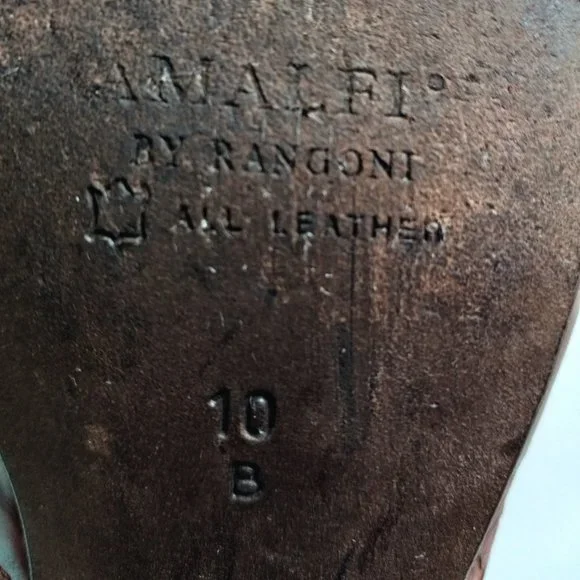 AMALFI®
BY RANGONI
ALL LEATHER
10
B